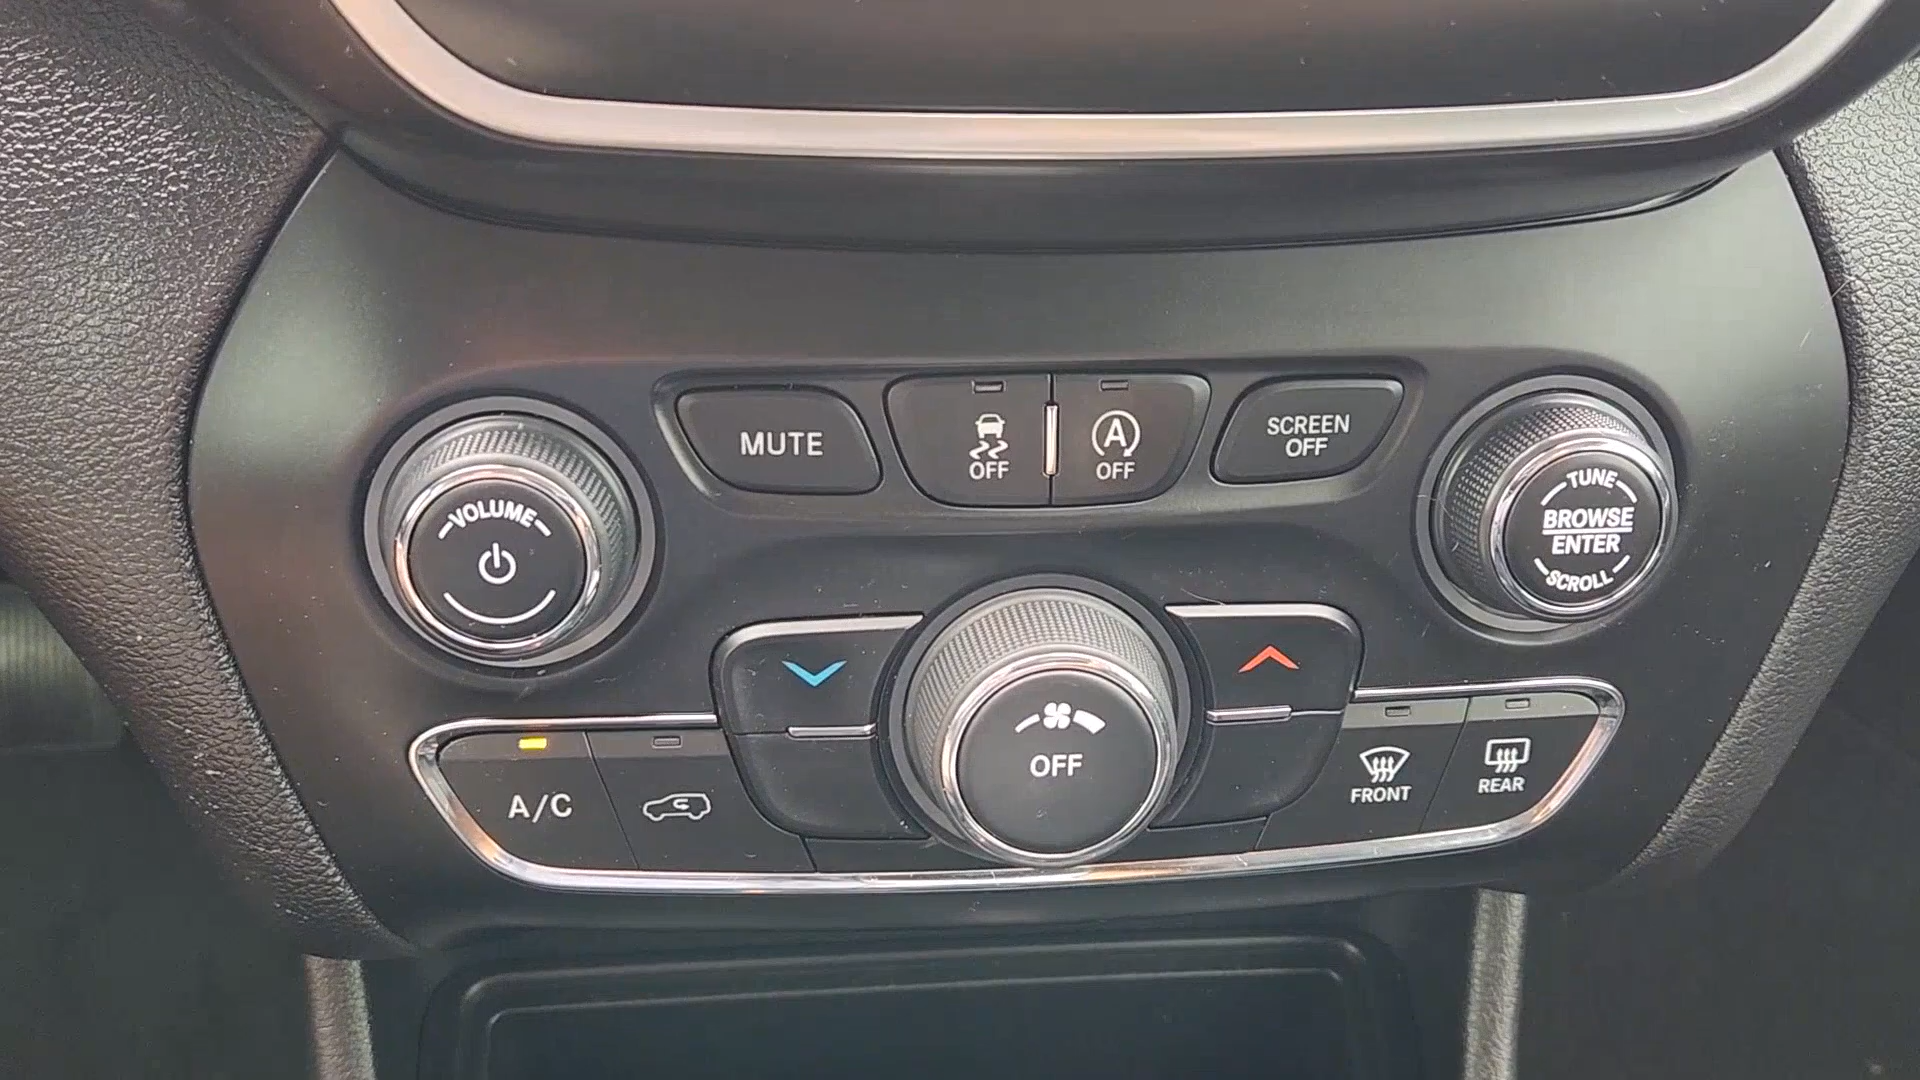 MUTE
OFF
A
OFF
SCREEN
OFF
VOLUME
TUNE
BROWSE
ENTER
SCROLL
OFF
A/C
FRONT
REAR